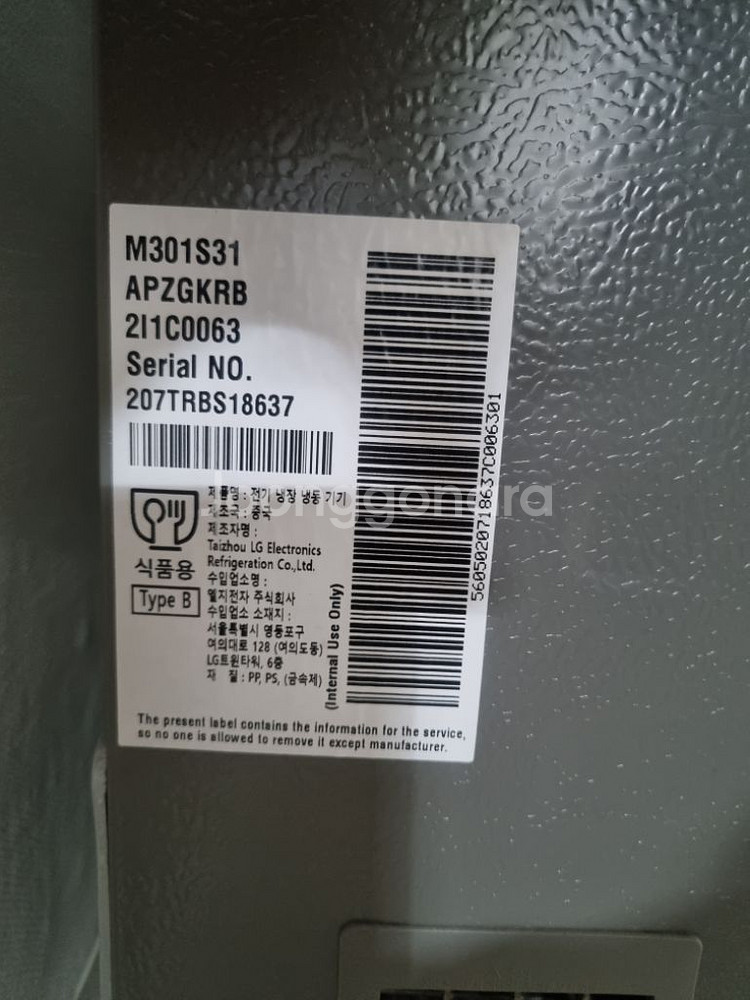 M301S31
APZGKRB
2I1C0063
Serial NO.
207TRBS18637
식품용
Type B
제품명 : 전기 냉장 냉동 기기
제조국 : 중국
제조자명 :
Taizhou LG Electronics
Refrigeration Co.,Ltd.
수입업소명 :
엘지전자 주식회사
수입업소 소재지 :
서울특별시 영등포구
여의대로 128 (여의도동)
LG트윈타워, 6층
재 질 : PP, PS, (금속제)
(Internal Use Only)
5605020718637C006301
The present label contains the information for the service,
so no one is allowed to remove it except manufacturer.
Joonggonara